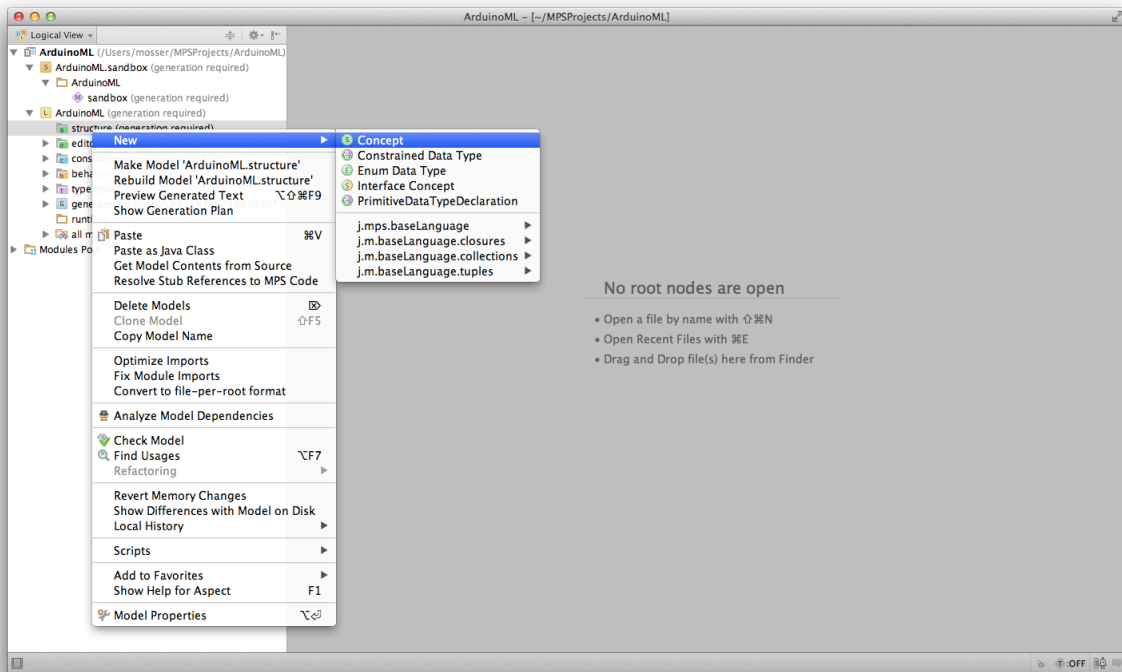 ArduinoML – [~/MPSProjects/ArduinoML]
Logical View
ArduinoML (/Users/mosser/MPSProjects/ArduinoML)
ArduinoML.sandbox (generation required)
ArduinoML
sandbox (generation required)
ArduinoML (generation required)
structure (generation required)
Modules
New
Make Model 'ArduinoML.structure'
Rebuild Model 'ArduinoML.structure'
Preview Generated Text ⌥⇧⌘F9
Show Generation Plan
Paste ⌘V
Paste as Java Class
Get Model Contents from Source
Resolve Stub References to MPS Code
Delete Models ⌦
Clone Model ⇧F5
Copy Model Name
Optimize Imports
Fix Module Imports
Convert to file-per-root format
Analyze Model Dependencies
Check Model
Find Usages ⌥F7
Refactoring
Revert Memory Changes
Show Differences with Model on Disk
Local History
Scripts
Add to Favorites
Show Help for Aspect F1
Model Properties ⌥⏎
Concept
Constrained Data Type
Enum Data Type
Interface Concept
PrimitiveDataTypeDeclaration
j.mps.baseLanguage
j.m.baseLanguage.closures
j.m.baseLanguage.collections
j.m.baseLanguage.tuples
No root nodes are open
• Open a file by name with ⇧⌘N
• Open Recent Files with ⌘E
• Drag and Drop file(s) here from Finder
T:OFF